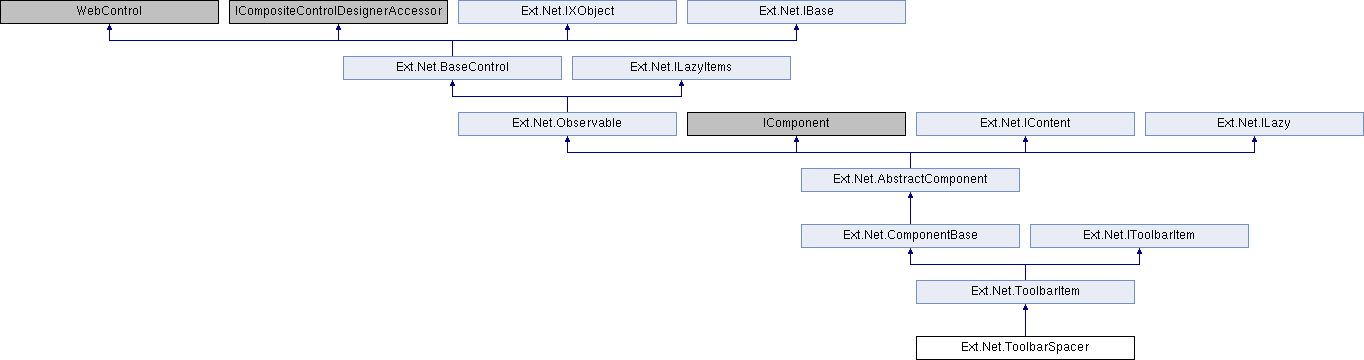 WebControl
ICompositeControlDesignerAccessor
Ext.Net.IXObject
Ext.Net.IBase
Ext.Net.BaseControl
Ext.Net.ILazyItems
Ext.Net.Observable
IComponent
Ext.Net.IContent
Ext.Net.ILazy
Ext.Net.AbstractComponent
Ext.Net.ComponentBase
Ext.Net.IToolbarItem
Ext.Net.ToolbarItem
Ext.Net.ToolbarSpacer